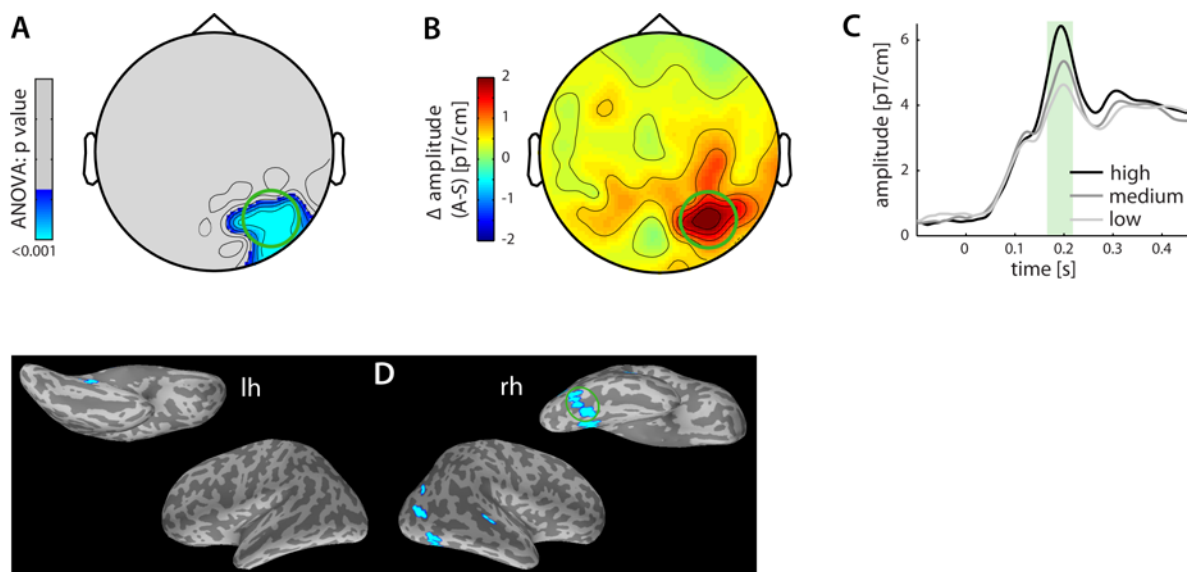 A
ANOVA: p value
<0.001
B
Δ amplitude
(A-S) [pT/cm]
2
1
0
-1
-2
C
amplitude [pT/cm]
6
4
2
0
0
0.1
0.2
0.3
0.4
time [s]
high
medium
low
lh
D
rh